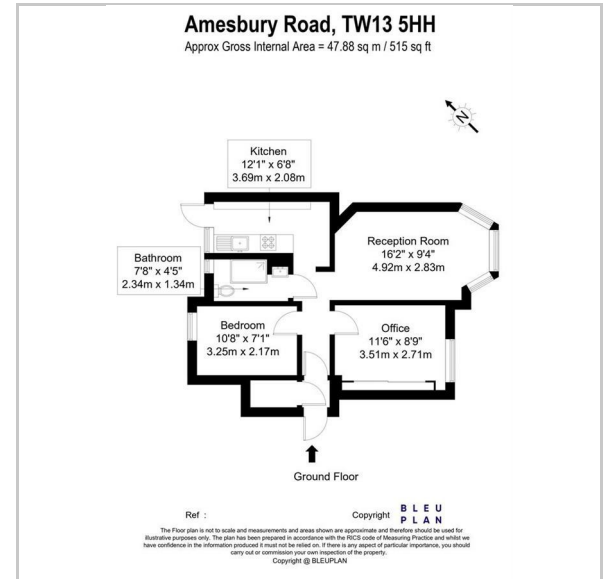 Amesbury Road, TW13 5HH
Approx Gross Internal Area = 47.88 sq m / 515 sq ft
N
Kitchen
12'1" x 6'8"
3.69m x 2.08m
Reception Room
16'2" x 9'4"
4.92m x 2.83m
Bathroom
7'8" x 4'5"
2.34m x 1.34m
Bedroom
10'8" x 7'1"
3.25m x 2.17m
Office
11'6" x 8'9"
3.51m x 2.71m
Ground Floor
Ref :
Copyright
BLEU
PLAN
The Floor plan is not to scale and measurements and areas shown are approximate and therefore should be used for
illustrative purposes only. The plan has been prepared in accordance with the RICS code of Measuring Practice and whilst we
have confidence in the information produced it must not be relied on. If there is any aspect of particular importance, you should
carry out or commission your own inspection of the property.
Copyright @ BLEUPLAN